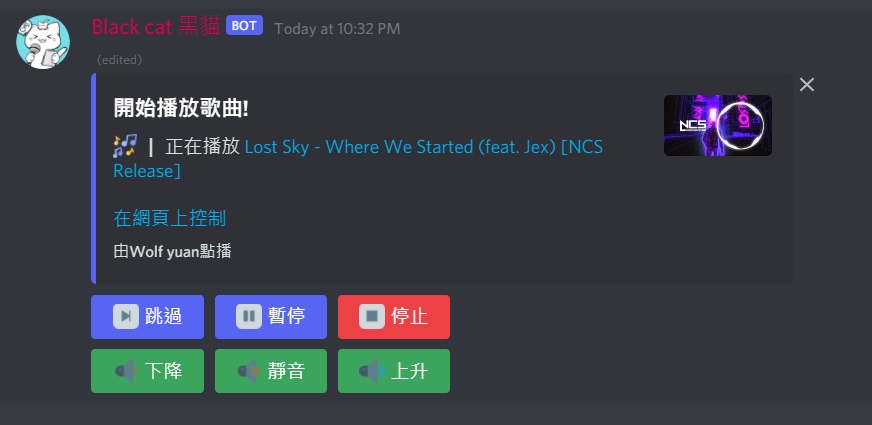 Black cat 黑貓 BOT Today at 10:32 PM
(edited)
開始播放歌曲!
| 正在播放 Lost Sky - Where We Started (feat. Jex) [NCS
Release]
NCS
在網頁上控制
由Wolf yuan點播
跳過 暫停 停止
下降 靜音 上升